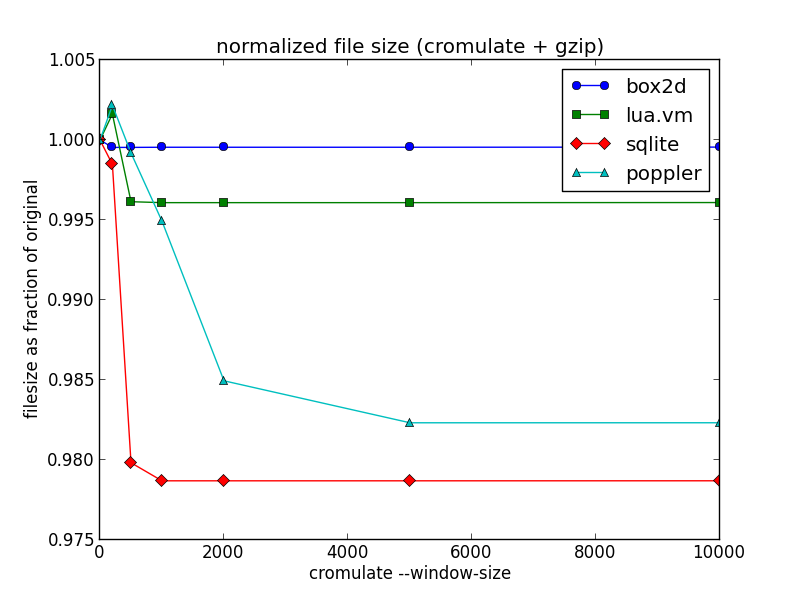 normalized file size (cromulate + gzip)
1.005
1.000
0.995
0.990
0.985
0.980
0.975
filesize as fraction of original
box2d
lua.vm
sqlite
poppler
0 2000 4000 6000 8000 10000
cromulate --window-size